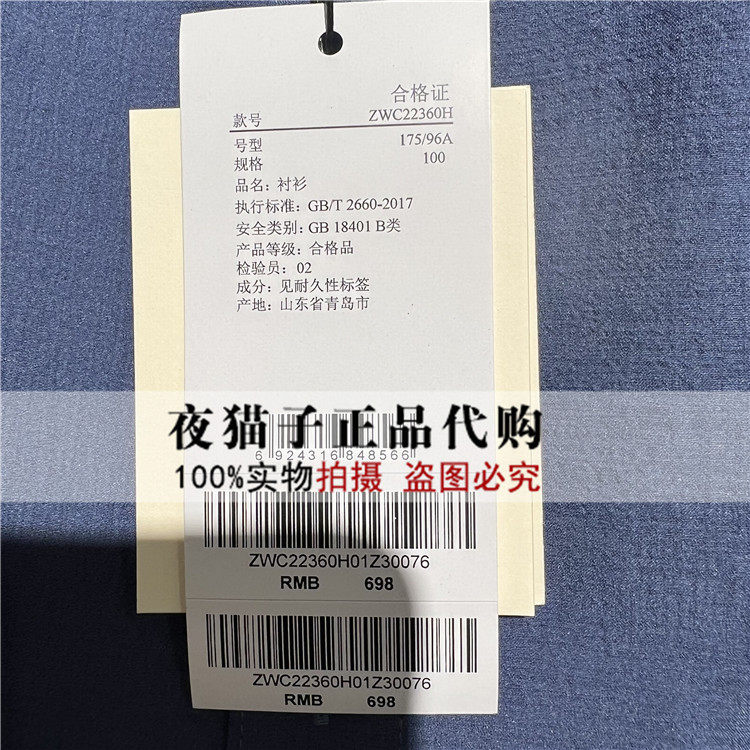 合格证
款号 ZWC22360H
号型 175/96A
规格 100
品名：衬衫
执行标准：GB/T 2660-2017
安全类别：GB 18401 B类
产品等级：合格品
检验员：02
成分：见耐久性标签
产地：山东省青岛市
夜猫子正品代购
6 924316 848566
100%实物拍摄 盗图必究
ZWC22360H01Z30076
RMB 698
ZWC22360H01Z30076
RMB 698